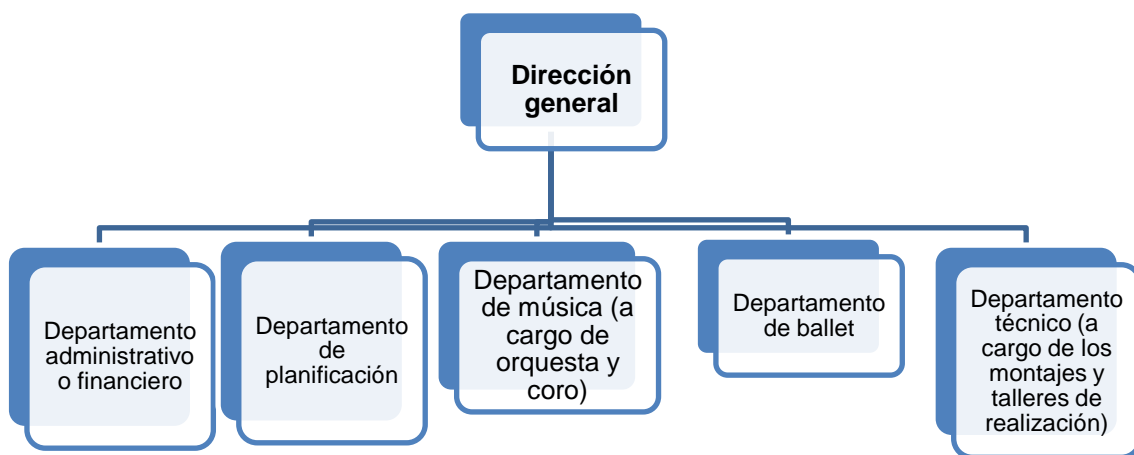 Dirección
general
Departamento
administrativo
o financiero
Departamento
de
planificación
Departamento
de música (a
cargo de
orquesta y
coro)
Departamento
de ballet
Departamento
técnico (a
cargo de los
montajes y
talleres de
realización)